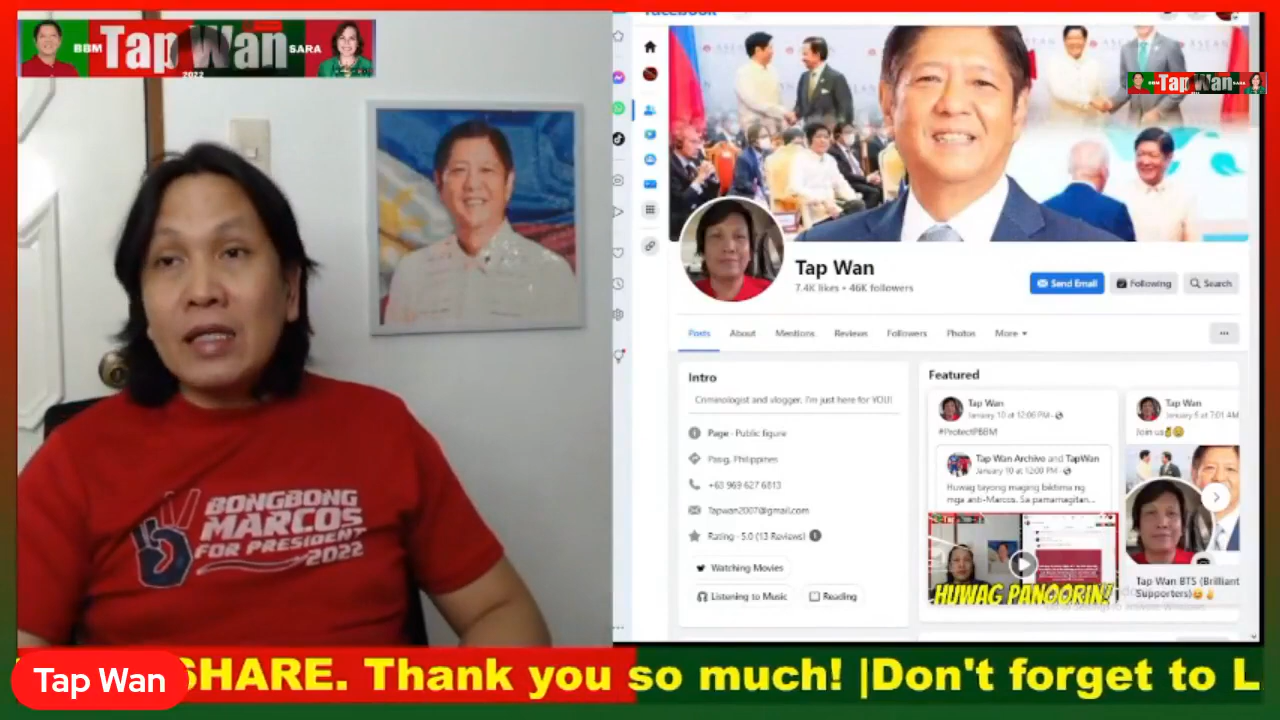 BBM Tap Wan SARA
2022
BONGBONG
MARCOS
FOR PRESIDENT
2022
facebook
Tap Wan
Tap Wan
7.4K likes • 46K followers
Send Email
Following
Search
Posts
About
Mentions
Reviews
Followers
Photos
More
Intro
Criminologist and vlogger. I'm just here for YOU!
Page · Public figure
Pasig, Philippines
+63 969 627 6813
Tapwan2007@gmail.com
Rating · 5.0 (13 Reviews)
Watching Movies
Listening to Music
Reading
Featured
Tap Wan
January 10 at 12:06 PM
#ProtectPBBM
Tap Wan Archive and TapWan
January 10 at 12:00 PM
Huwag tayong maging biktima ng
mga anti-Marcos. Sa pamamagitan...
HUWAG PANOORIN!
Tap Wan
January 6 at 7:01 AM
Join us
Tap Wan BTS (Brilliant
Supporters)
SHARE. Thank you so much! |Don't forget to L
Tap Wan